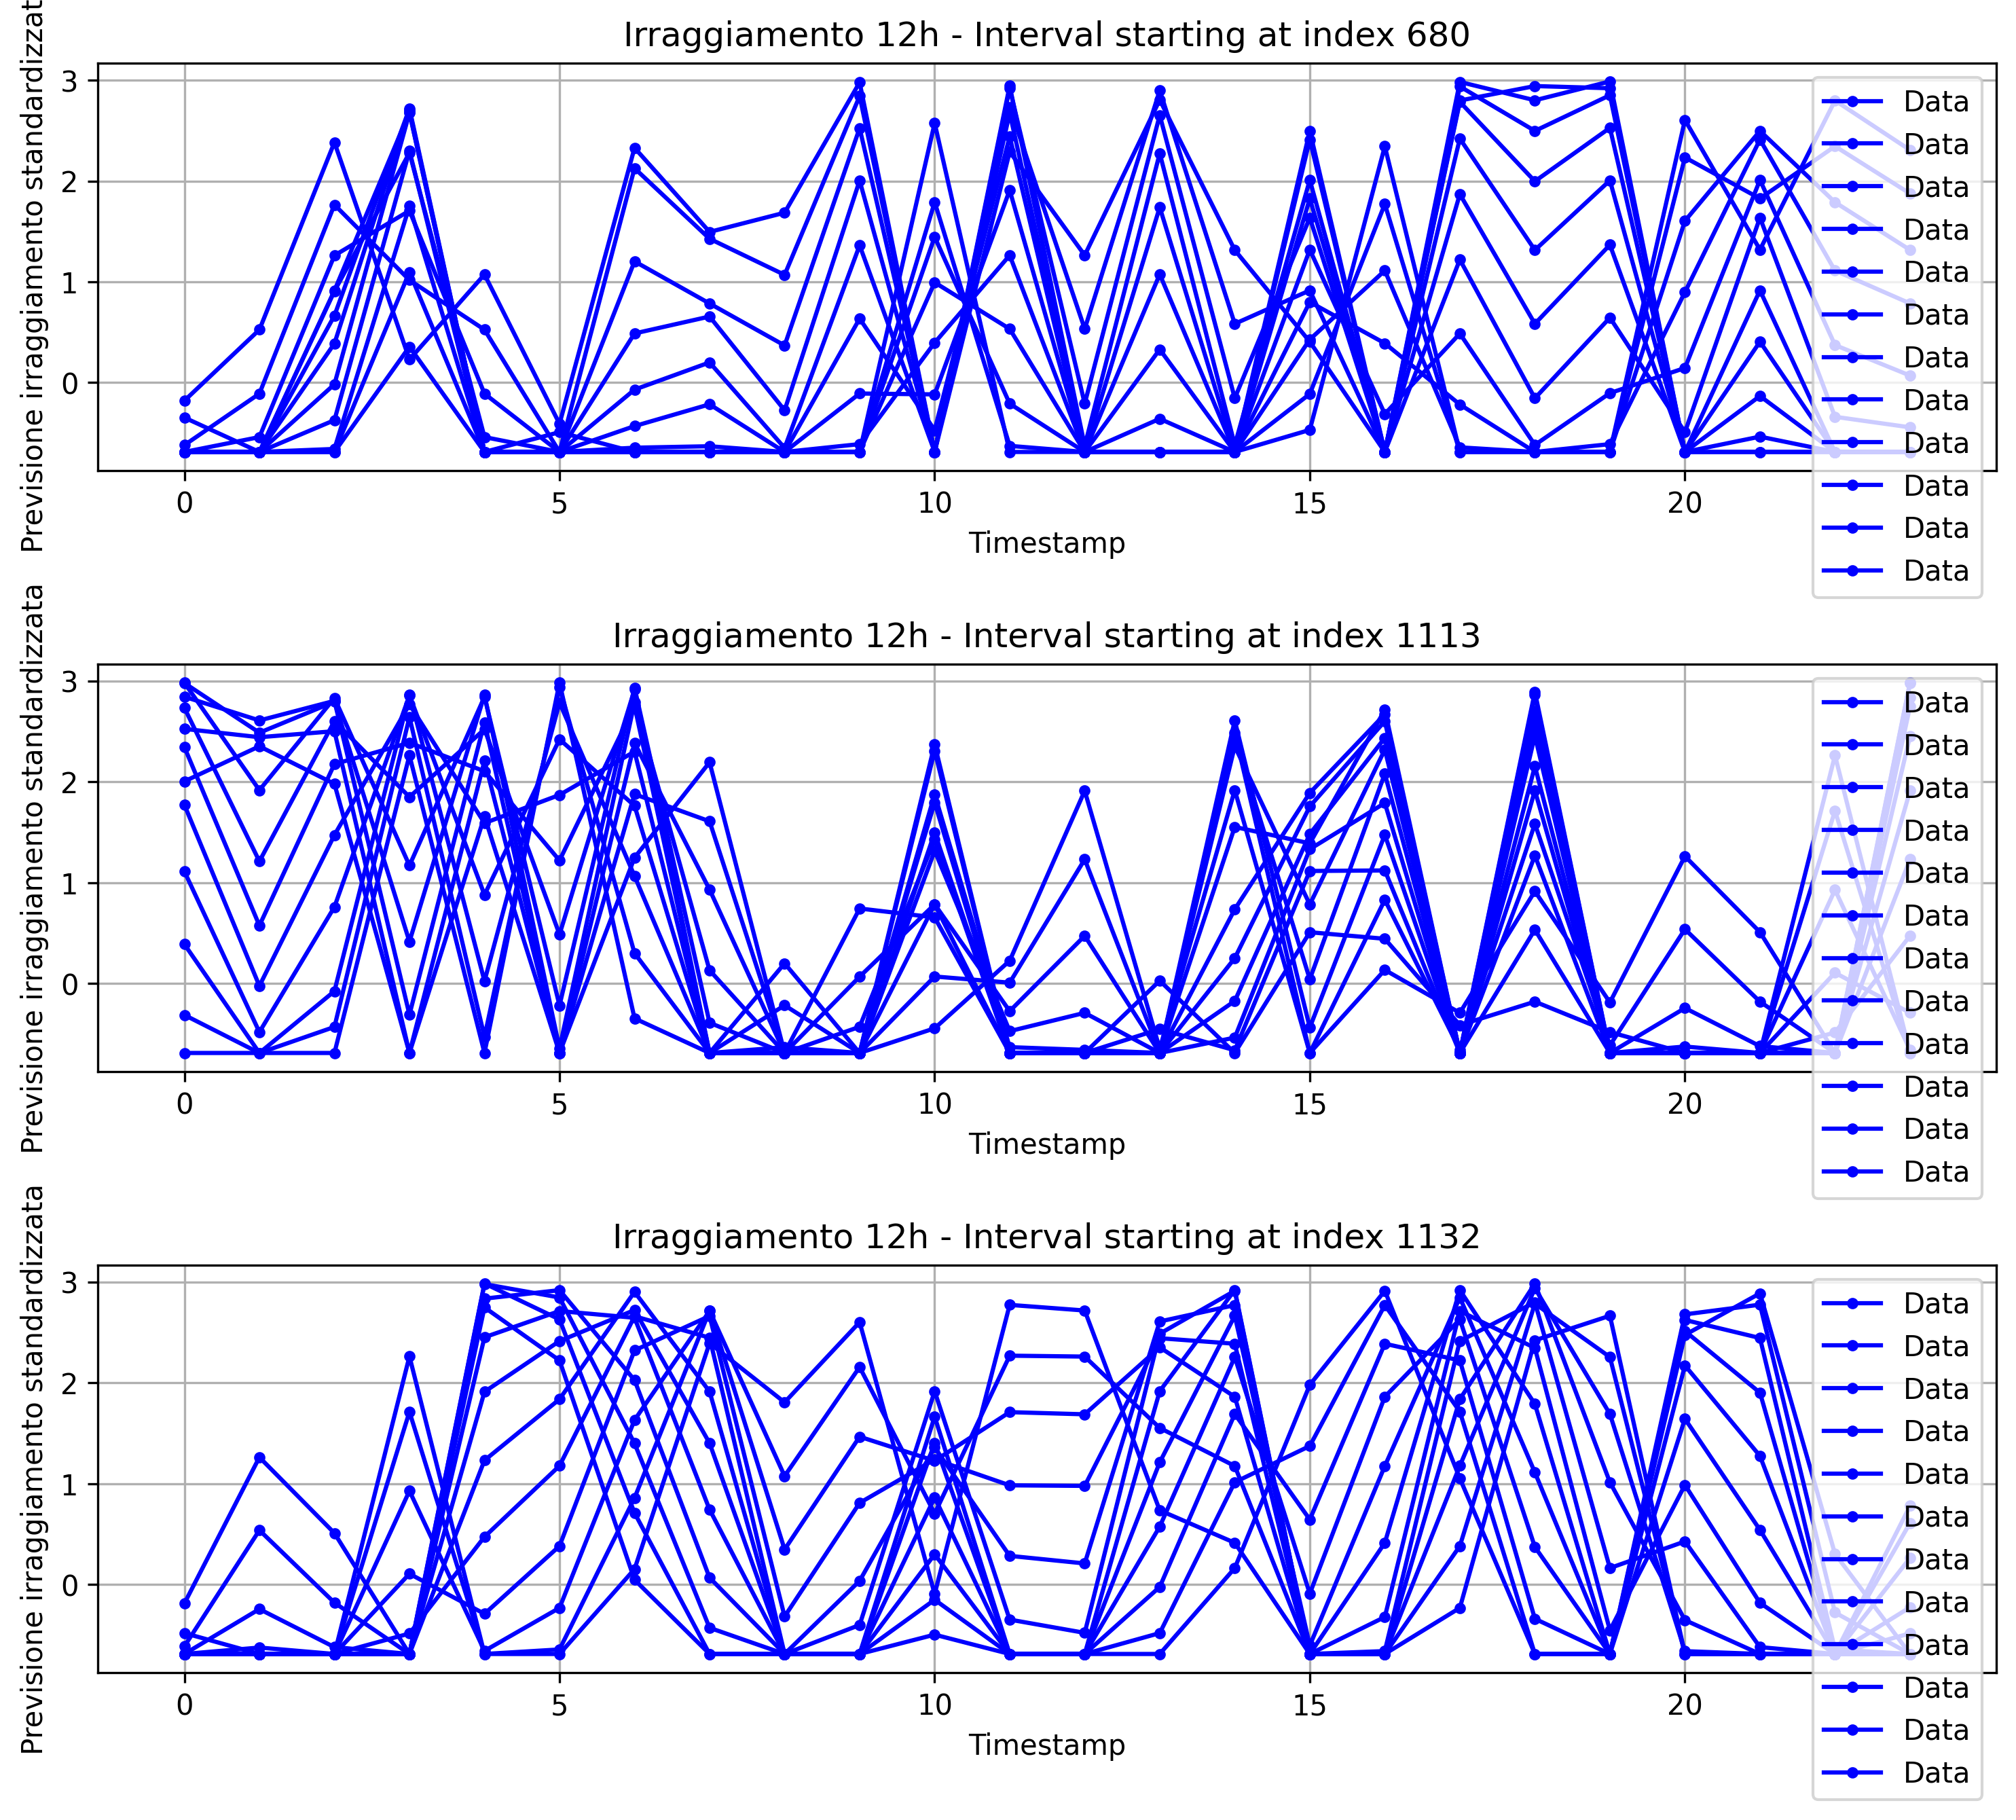 Irraggiamento 12h - Interval starting at index 680
Previsione irraggiamento standardizzat
3
2
1
0
0
5
10
15
20
Timestamp
Data
Data
Data
Data
Data
Data
Data
Data
Data
Data
Data
Data
Irraggiamento 12h - Interval starting at index 1113
Previsione irraggiamento standardizzata
3
2
1
0
0
5
10
15
20
Timestamp
Data
Data
Data
Data
Data
Data
Data
Data
Data
Data
Data
Data
Irraggiamento 12h - Interval starting at index 1132
Previsione irraggiamento standardizzata
3
2
1
0
0
5
10
15
20
Timestamp
Data
Data
Data
Data
Data
Data
Data
Data
Data
Data
Data
Data